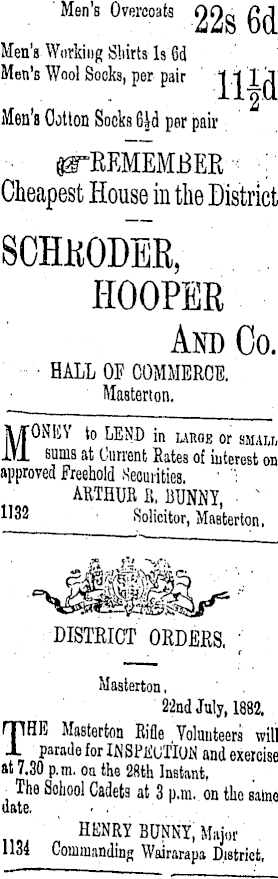 Men's Overcoats 22s 6d
Men's Working Shirts 1s 6d
Men's Wool Socks, per pair 11½d
Men's Cotton Socks 6½d per pair
☞REMEMBER
Cheapest House in the District
SCHRODER,
HOOPER
AND CO.
HALL OF COMMERCE.
Masterton.
MONEY to LEND in LARGE or SMALL
sums at Current Rates of interest on
approved Freehold Securities.
ARTHUR R. BUNNY,
1132 Solicitor, Masterton.
DISTRICT ORDERS.
Masterton,
22nd July, 1882.
THE Masterton Rifle Volunteers will
parade for INSPECTION and exercise
at 7.30 p.m. on the 28th Instant,
The School Cadets at 3 p.m. on the same
date.
HENRY BUNNY, Major
1134 Commanding Wairarapa District.